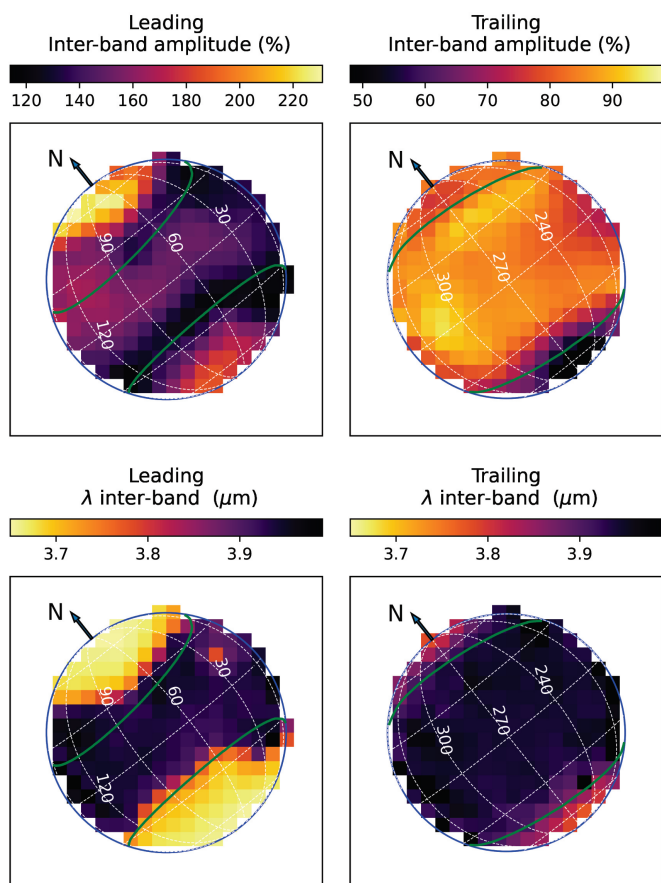 Leading
Inter-band amplitude (%)
120 140 160 180 200 220
Trailing
Inter-band amplitude (%)
50 60 70 80 90
N
30
60
90
120
N
240
270
300
Leading
λ inter-band (μm)
3.7 3.8 3.9
Trailing
λ inter-band (μm)
3.7 3.8 3.9
N
30
60
90
120
N
240
270
300